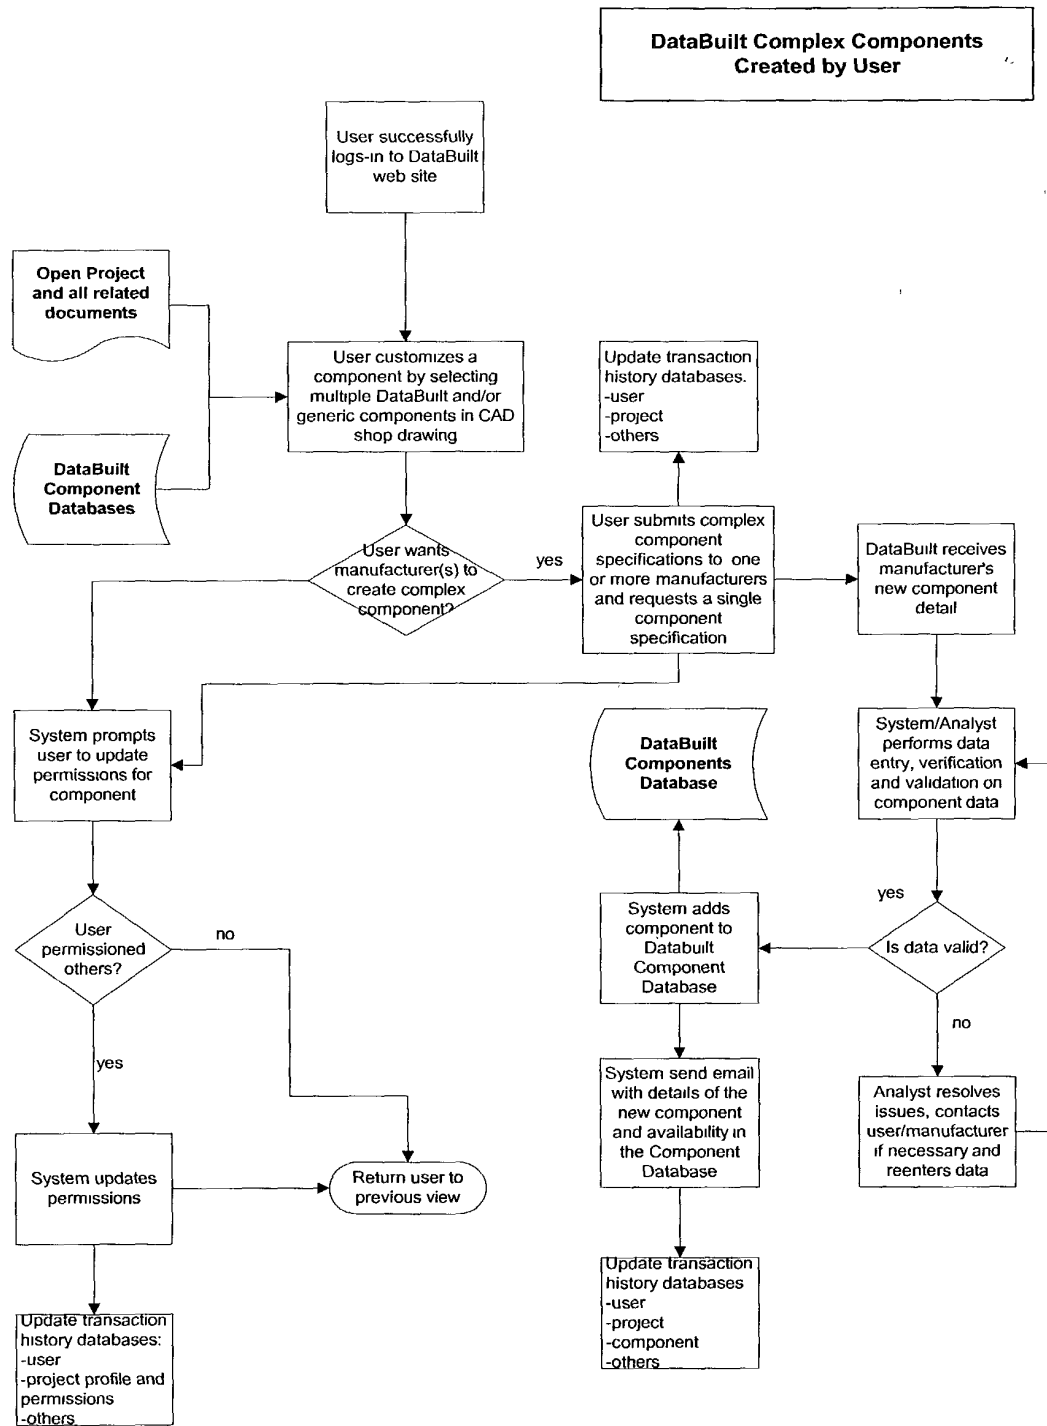 DataBuilt Complex Components
Created by User
User successfully
logs-in to DataBuilt
web site
Open Project
and all related
documents
User customizes a
component by selecting
multiple DataBuilt and/or
generic components in CAD
shop drawing
Update transaction
history databases.
-user
-project
-others
DataBuilt
Component
Databases
User wants
manufacturer(s) to
create complex
component?
yes
User submits complex
component
specifications to one
or more manufacturers
and requests a single
component
specification
DataBuilt receives
manufacturer's
new component
detail
System prompts
user to update
permissions for
component
DataBuilt
Components
Database
System/Analyst
performs data
entry, verification
and validation on
component data
User
permissioned
others?
no
System adds
component to
Databuilt
Component
Database
yes
Is data valid?
no
yes
System send email
with details of the
new component
and availability in
the Component
Database
Analyst resolves
issues, contacts
user/manufacturer
if necessary and
reenters data
System updates
permissions
Return user to
previous view
Update transaction
history databases:
-user
-project profile and
permissions
-others
Update transaction
history databases
-user
-project
-component
-others